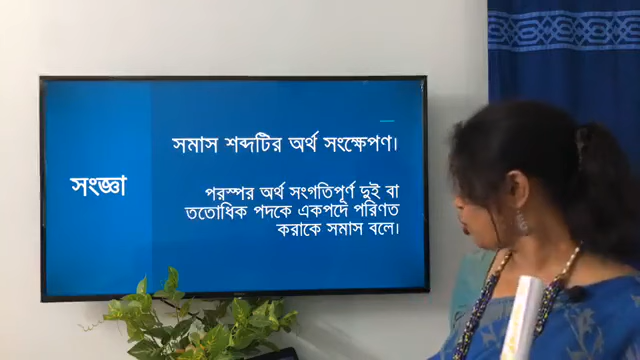 সংজ্ঞা
সমাস শব্দটির অর্থ সংক্ষেপণ।
পরস্পর অর্থ সংগতিপূর্ণ দুই বা
ততোধিক পদকে একপদে পরিণত
করাকে সমাস বলে।